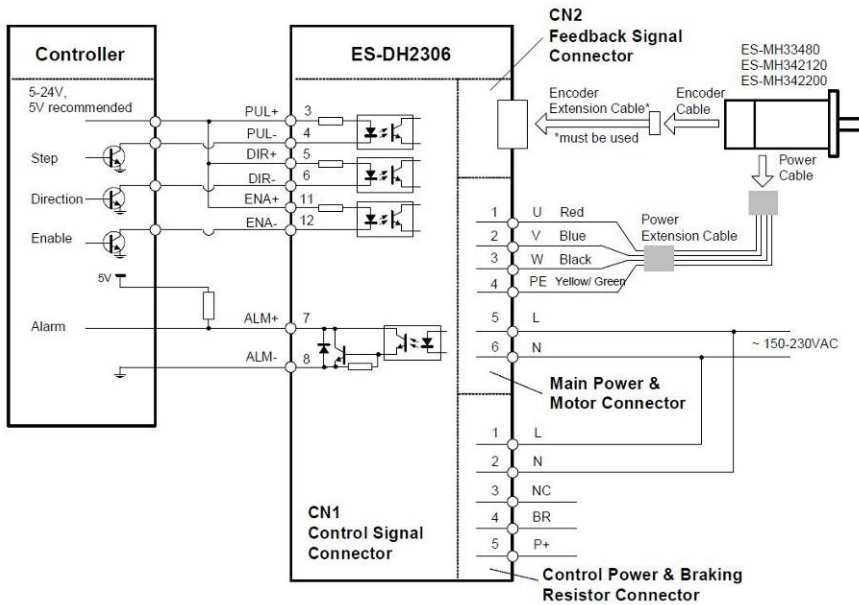 Controller
5-24V,
5V recommended
Step
Direction
Enable
5V
Alarm
PUL+ 3
PUL- 4
DIR+ 5
DIR- 6
ENA+ 11
ENA- 12
ALM+ 7
ALM- 8
ES-DH2306
CN1
Control Signal
Connector
CN2
Feedback Signal
Connector
Encoder
Extension Cable*
*must be used
Encoder
Cable
ES-MH33480
ES-MH342120
ES-MH342200
Power
Cable
Power
Extension Cable
1 U Red
2 V Blue
3 W Black
4 PE Yellow/ Green
5 L
6 N
~ 150-230VAC
Main Power &
Motor Connector
1 L
2 N
3 NC
4 BR
5 P+
Control Power & Braking
Resistor Connector